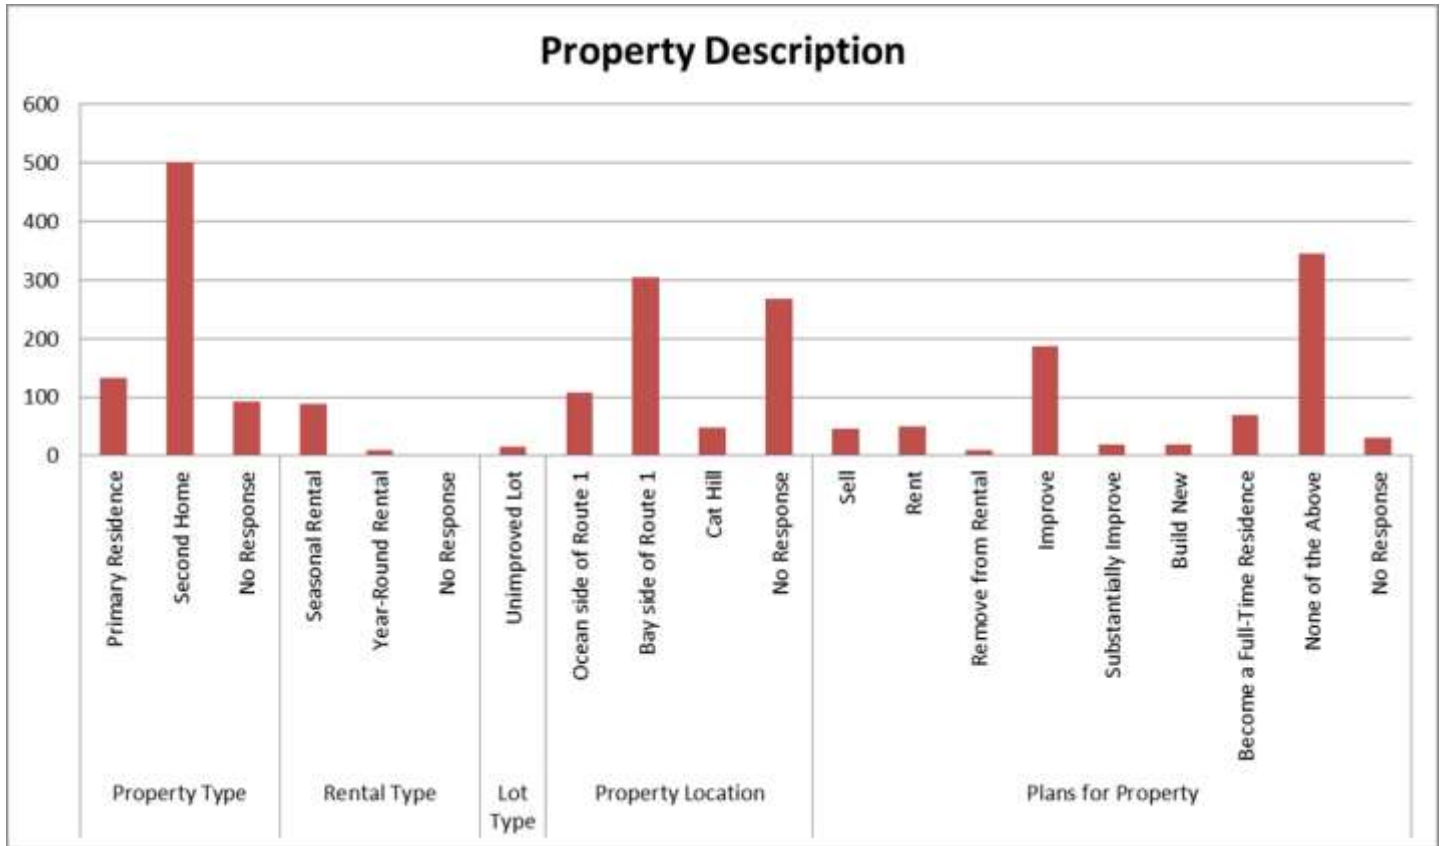 Property Description
600
500
400
300
200
100
0
Primary Residence
Second Home
No Response
Seasonal Rental
Year-Round Rental
No Response
Unimproved Lot
Ocean side of Route 1
Bay side of Route 1
Cat Hill
No Response
Sell
Rent
Remove from Rental
Improve
Substantially Improve
Build New
Become a Full-Time Residence
None of the Above
No Response
Property Type
Rental Type
Lot
Type
Property Location
Plans for Property